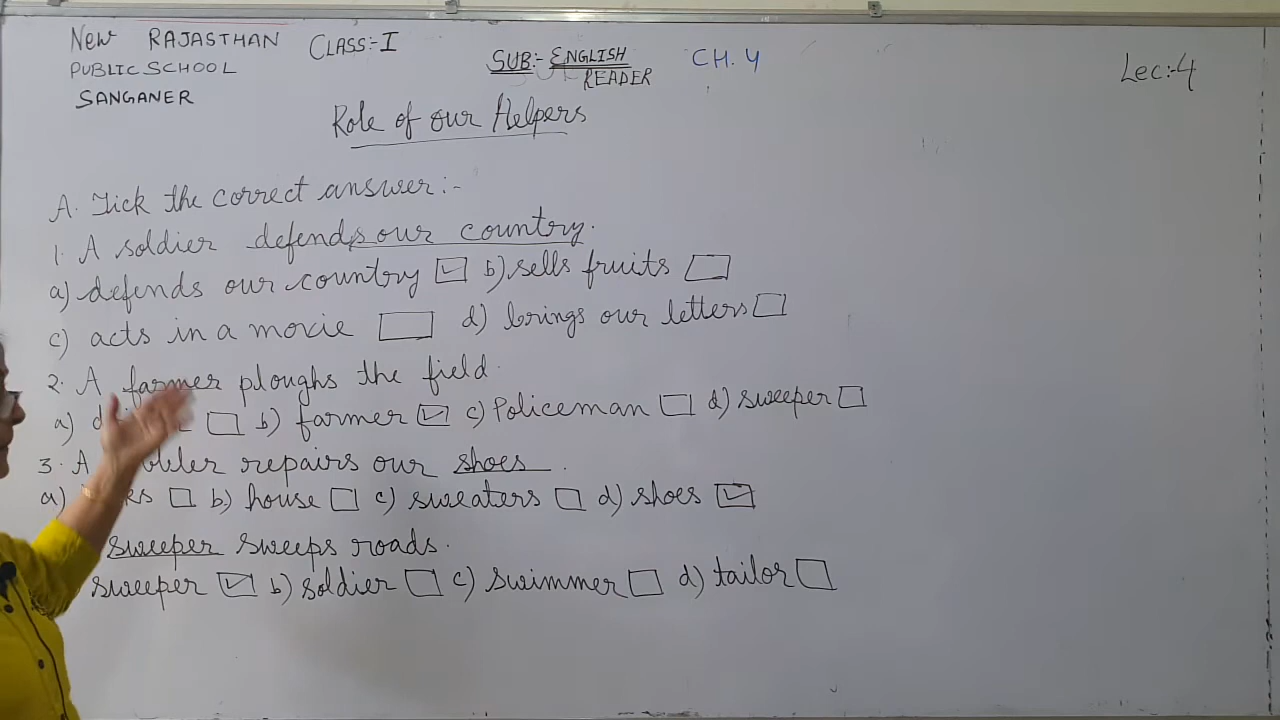 New RAJASTHAN
PUBLIC SCHOOL
SANGANER
CLASS:- I
SUB:- ENGLISH
READER
CH. 4
Lec:-4
Role of our Helpers
A. Tick the correct answer:-
1. A soldier defends our country.
a) defends our country ☑ b) sells fruits ☐
c) acts in a movie ☐ d) brings our letters ☐
2. A farmer ploughs the field.
a) ☐ b) farmer ☑ c) Policeman ☐ d) sweeper ☐
3. A repairs our shoes.
a) ☐ b) house ☐ c) sweaters ☐ d) shoes ☑
sweeper sweeps roads.
sweeper ☑ b) soldier ☐ c) swimmer ☐ d) tailor ☐